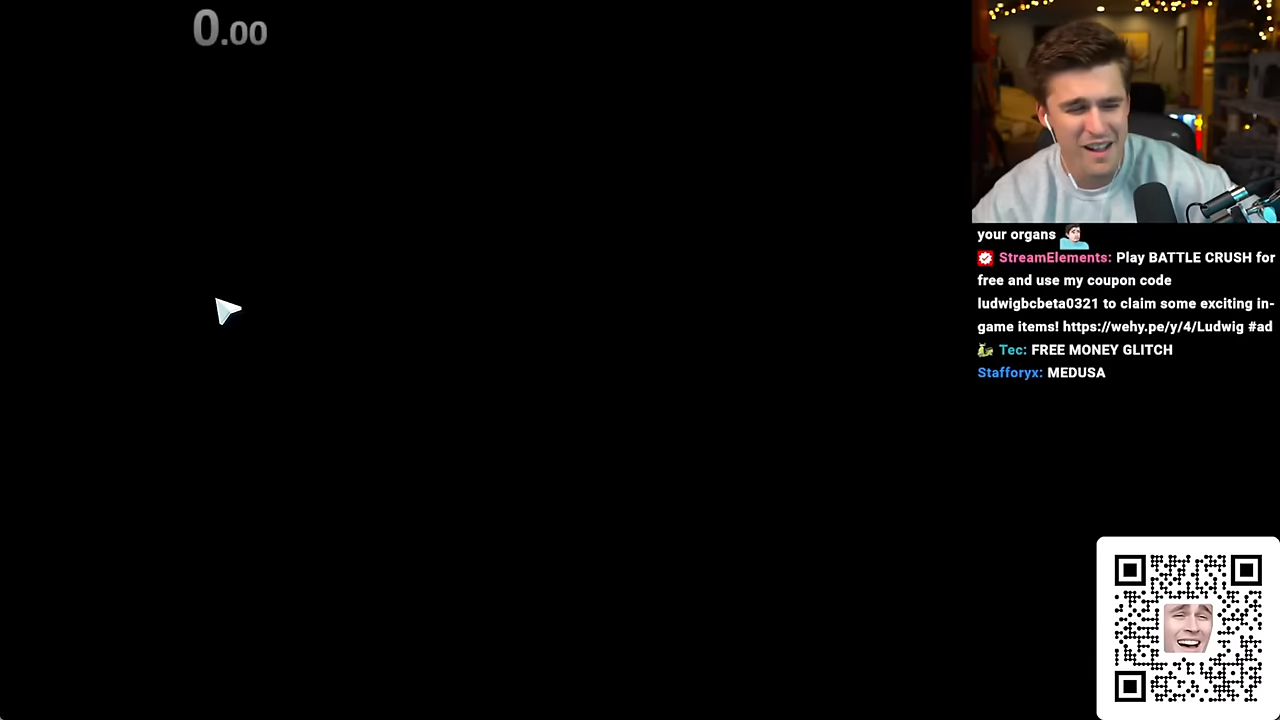 0.00
your organs
StreamElements: Play BATTLE CRUSH for
free and use my coupon code
ludwigbcbeta0321 to claim some exciting in-
game items! https://wehy.pe/y/4/Ludwig #ad
Tec: FREE MONEY GLITCH
Stafforyx: MEDUSA